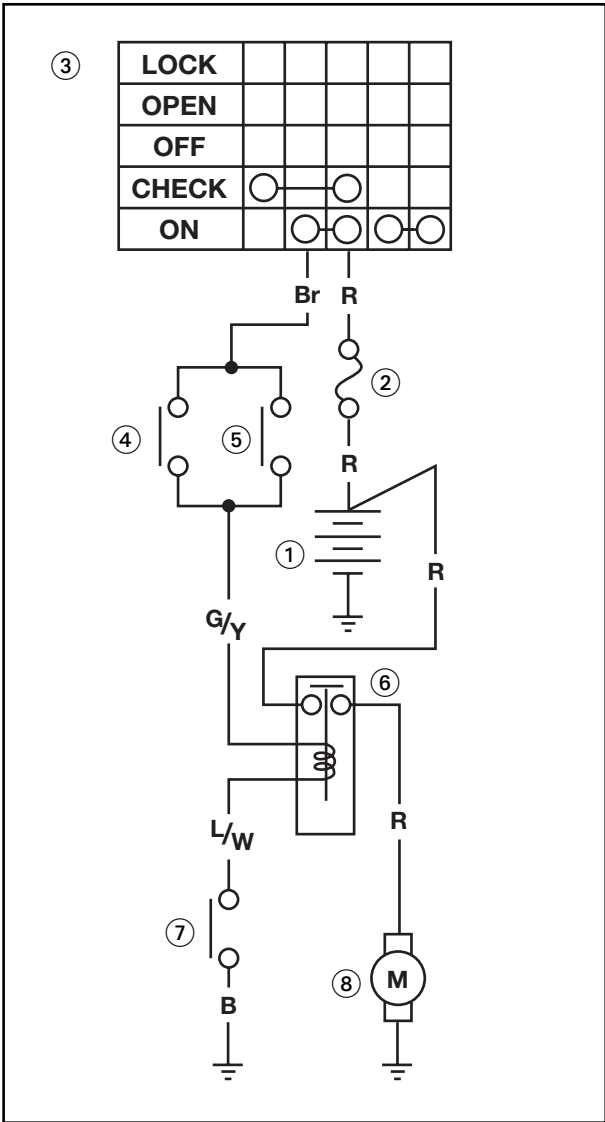 ③ LOCK
OPEN
OFF
CHECK
ON
Br R
②
④ ⑤
R
①
R
G/Y
⑥
L/W
R
⑦
⑧ M
B